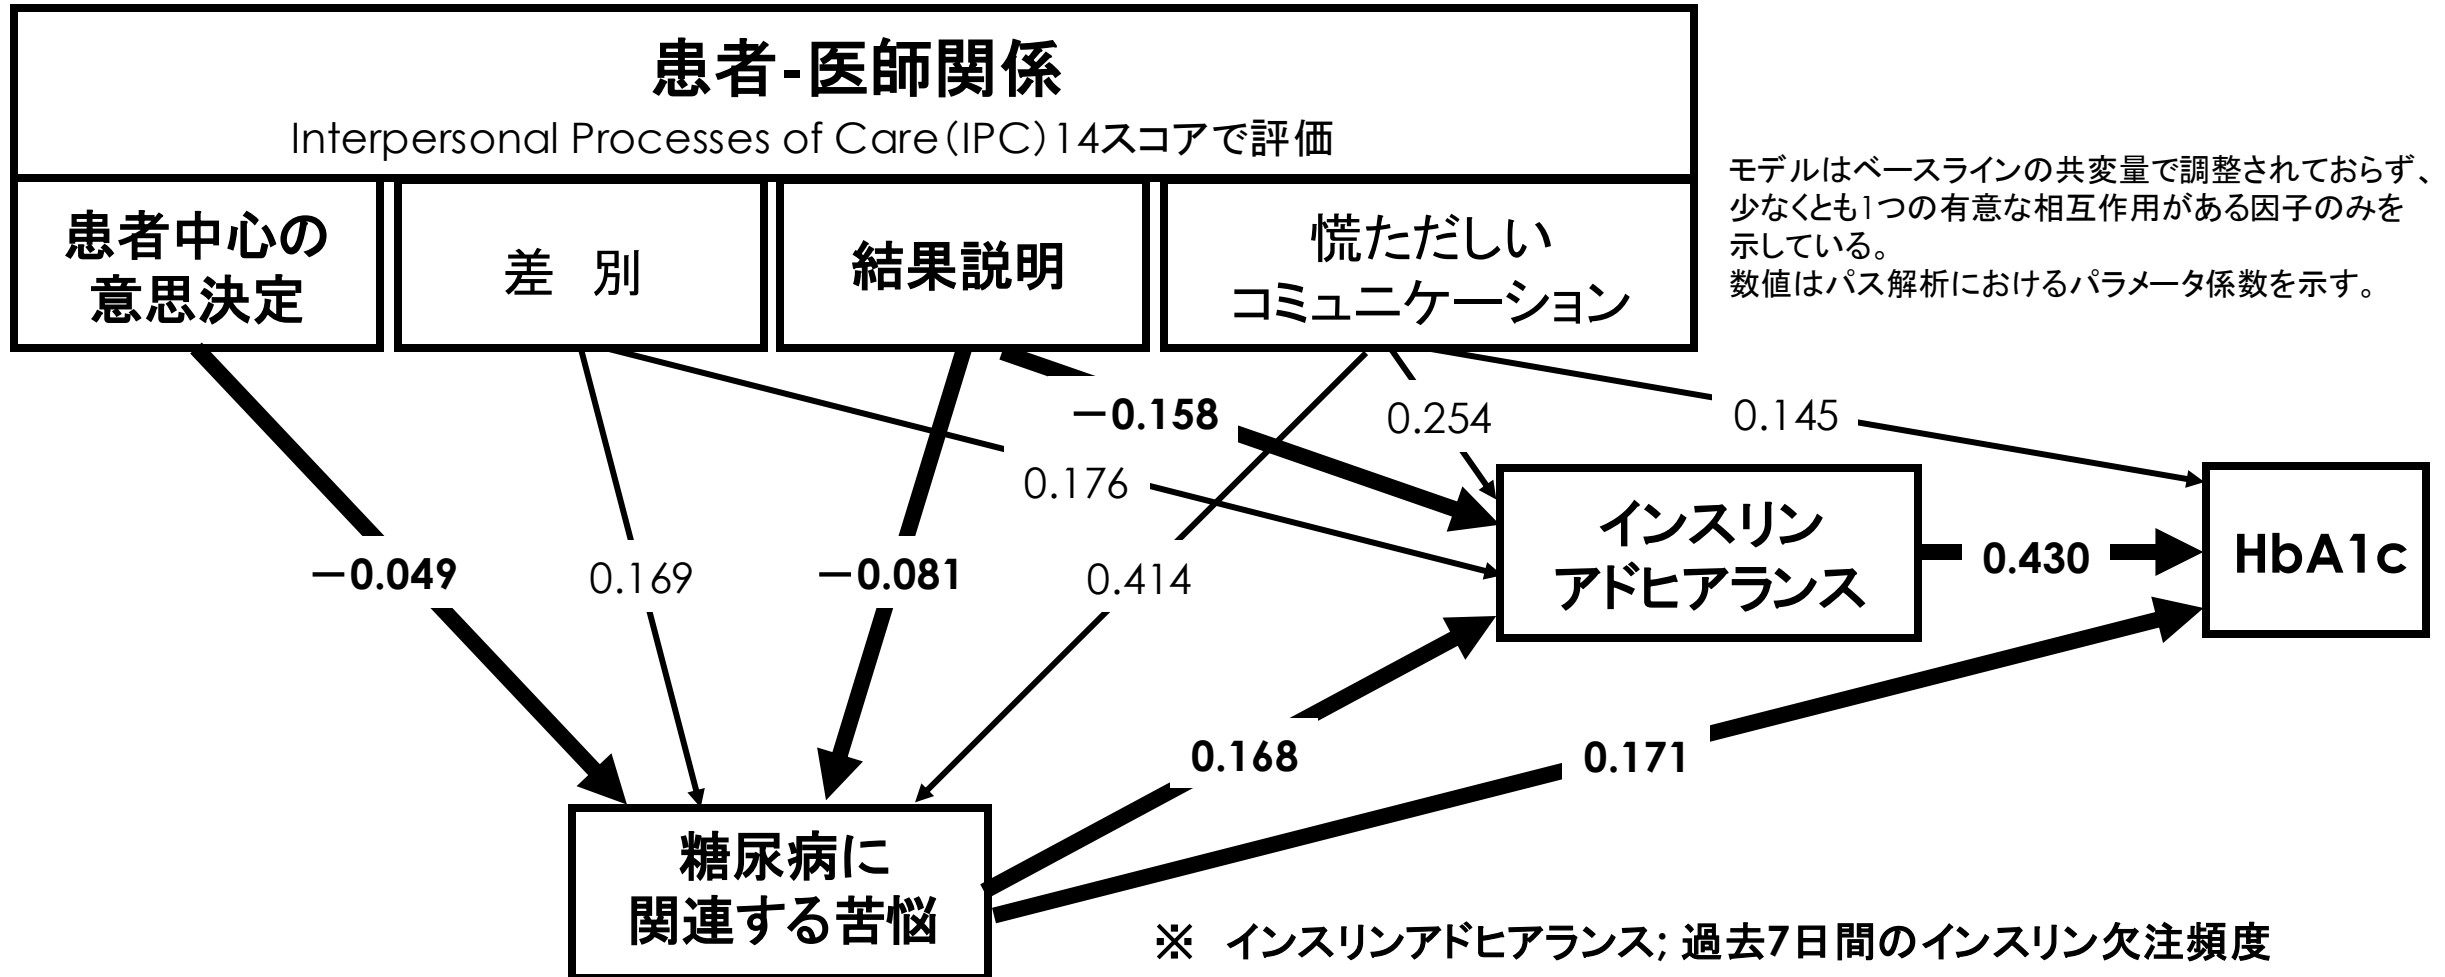 患者-医師関係
Interpersonal Processes of Care(IPC)14スコアで評価
患者中心の
意思決定
差　別
結果説明
慌ただしい
コミュニケーション
モデルはベースラインの共変量で調整されておらず、
少なくとも1つの有意な相互作用がある因子のみを
示している。
数値はパス解析におけるパラメータ係数を示す。
－0.158
0.254
0.145
0.176
－0.049
0.169
－0.081
0.414
インスリン
アドヒアランス
0.430
HbA1c
0.168
0.171
糖尿病に
関連する苦悩
※　インスリンアドヒアランス; 過去7日間のインスリン欠注頻度